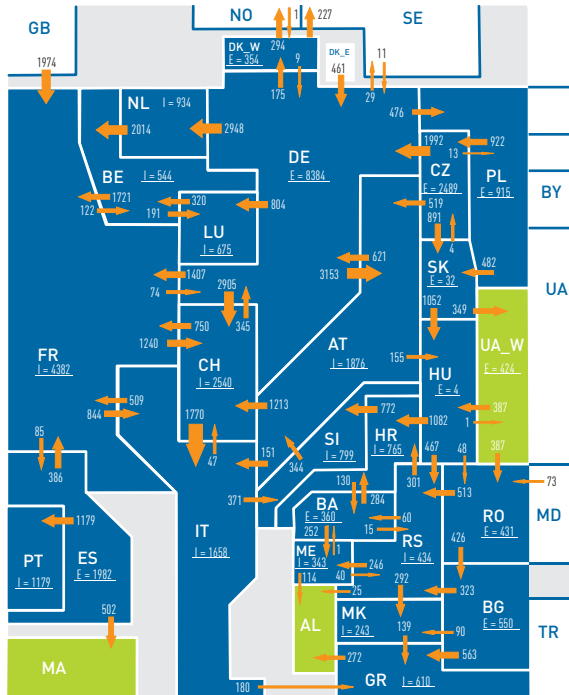 GB
NO
SE
1
227
294
DK_W
E = 354
9
175
DK_E
461
11
29
1974
476
NL
I = 934
2014
2948
1992
922
13
DE
E = 8384
CZ
E = 2489
PL
E = 915
BY
BE
I = 544
1721
122
320
191
804
519
891
4
LU
I = 675
SK
E = 32
482
UA
1407
74
2905
345
621
3153
1052
349
FR
I = 4382
750
1240
CH
I = 2540
AT
I = 1876
155
HU
E = 4
UA_W
E = 424
509
844
1213
772
387
1
1082
1770
47
SI
I = 799
HR
I = 765
85
386
151
344
301
467
48
387
73
MD
371
130
284
513
1179
BA
E = 360
60
15
RS
I = 434
RO
E = 431
PT
I = 1179
ES
E = 1982
IT
I = 1658
252
1
ME
I = 343
246
40
426
114
25
292
323
BG
E = 550
502
AL
MK
I = 243
139
90
TR
MA
272
563
180
GR
I = 610